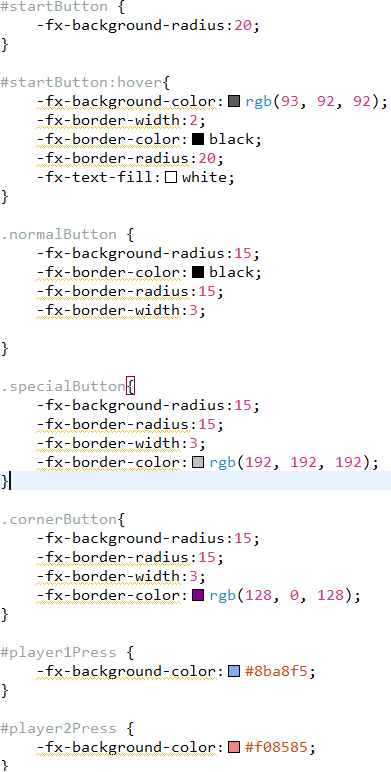 #startButton {
    -fx-background-radius:20;
}

#startButton:hover{
    -fx-background-color: rgb(93, 92, 92);
    -fx-border-width:2;
    -fx-border-color: black;
    -fx-border-radius:20;
    -fx-text-fill: white;
}

.normalButton {
    -fx-background-radius:15;
    -fx-border-color: black;
    -fx-border-radius:15;
    -fx-border-width:3;

}

.specialButton{
    -fx-background-radius:15;
    -fx-border-radius:15;
    -fx-border-width:3;
    -fx-border-color: rgb(192, 192, 192);
}

.cornerButton{
    -fx-background-radius:15;
    -fx-border-radius:15;
    -fx-border-width:3;
    -fx-border-color: rgb(128, 0, 128);
}

#player1Press {
    -fx-background-color: #8ba8f5;
}

#player2Press {
    -fx-background-color: #f08585;
}